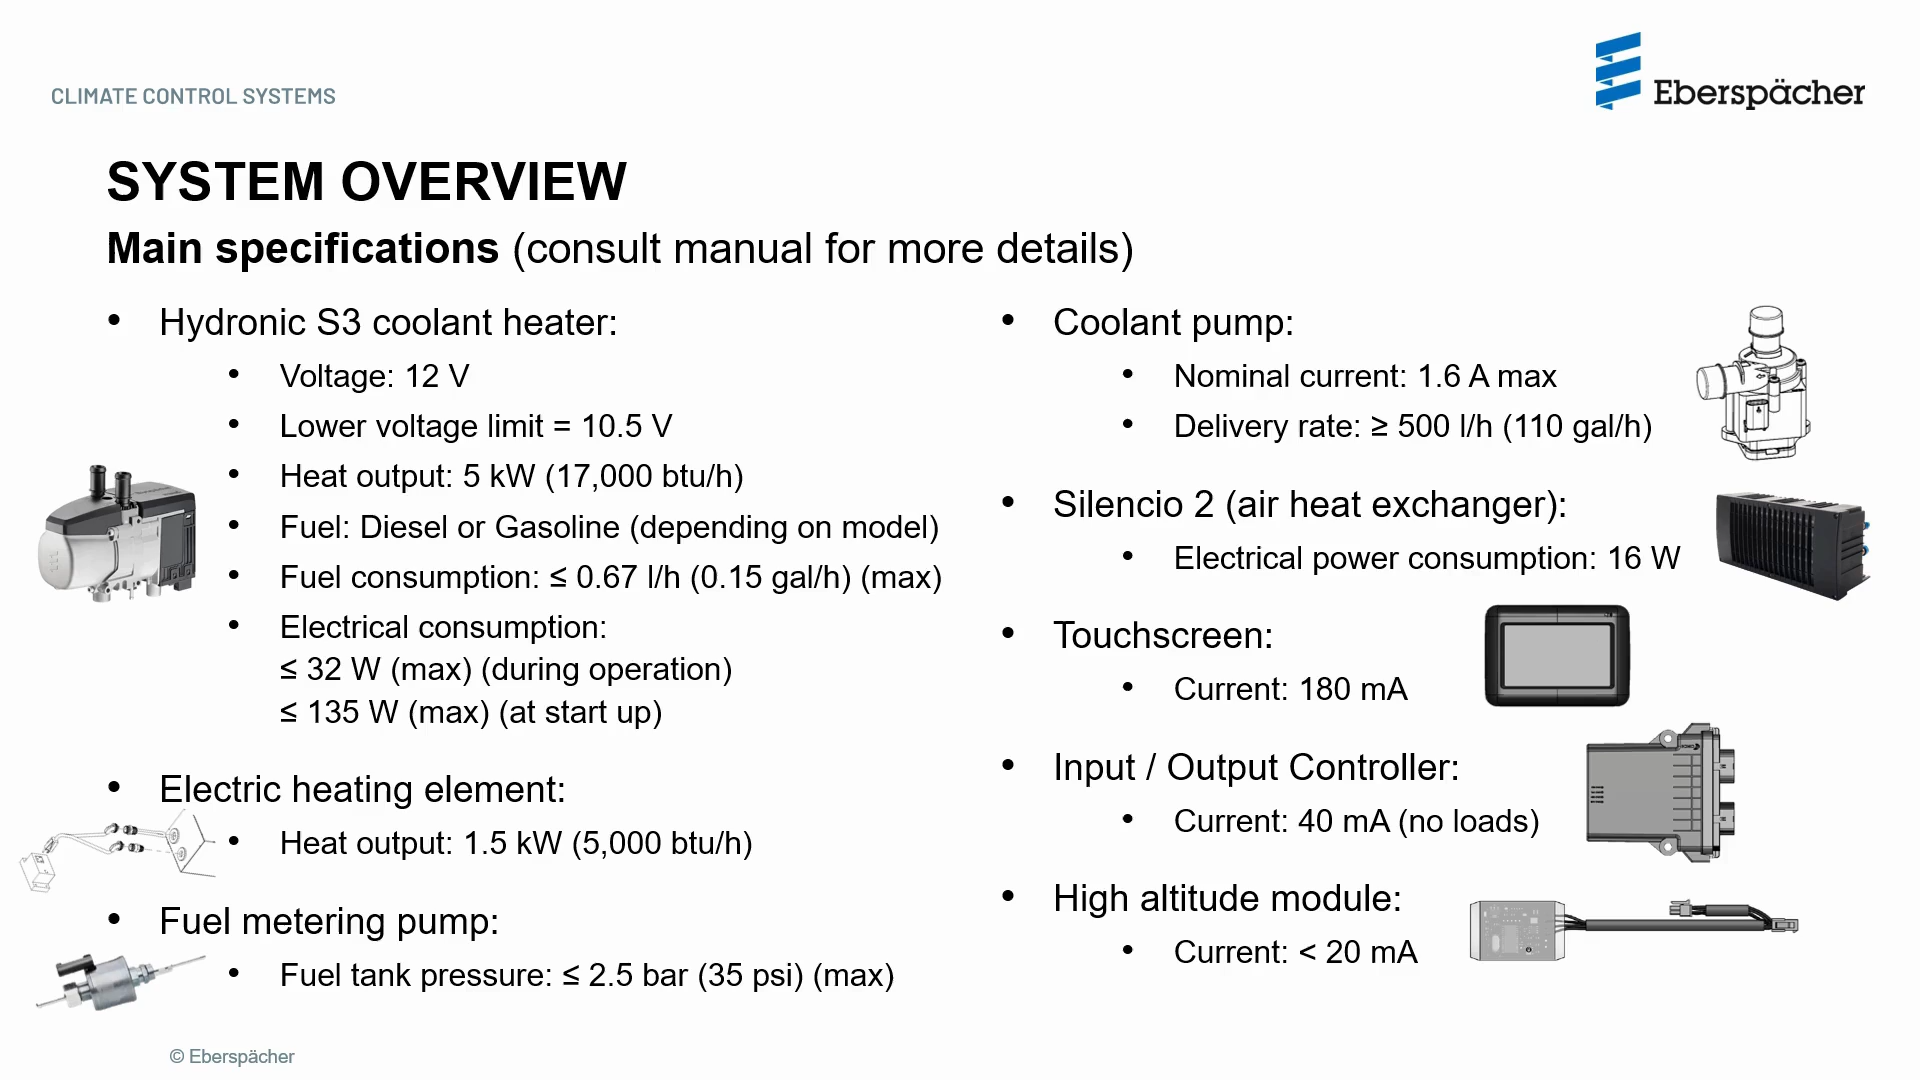 CLIMATE CONTROL SYSTEMS
Eberspächer
SYSTEM OVERVIEW
Main specifications (consult manual for more details)
• Hydronic S3 coolant heater:
• Voltage: 12 V
• Lower voltage limit = 10.5 V
• Heat output: 5 kW (17,000 btu/h)
• Fuel: Diesel or Gasoline (depending on model)
• Fuel consumption: ≤ 0.67 l/h (0.15 gal/h) (max)
• Electrical consumption:
≤ 32 W (max) (during operation)
≤ 135 W (max) (at start up)
• Electric heating element:
• Heat output: 1.5 kW (5,000 btu/h)
• Fuel metering pump:
• Fuel tank pressure: ≤ 2.5 bar (35 psi) (max)
• Coolant pump:
• Nominal current: 1.6 A max
• Delivery rate: ≥ 500 l/h (110 gal/h)
• Silencio 2 (air heat exchanger):
• Electrical power consumption: 16 W
• Touchscreen:
• Current: 180 mA
• Input / Output Controller:
• Current: 40 mA (no loads)
• High altitude module:
• Current: < 20 mA
© Eberspächer